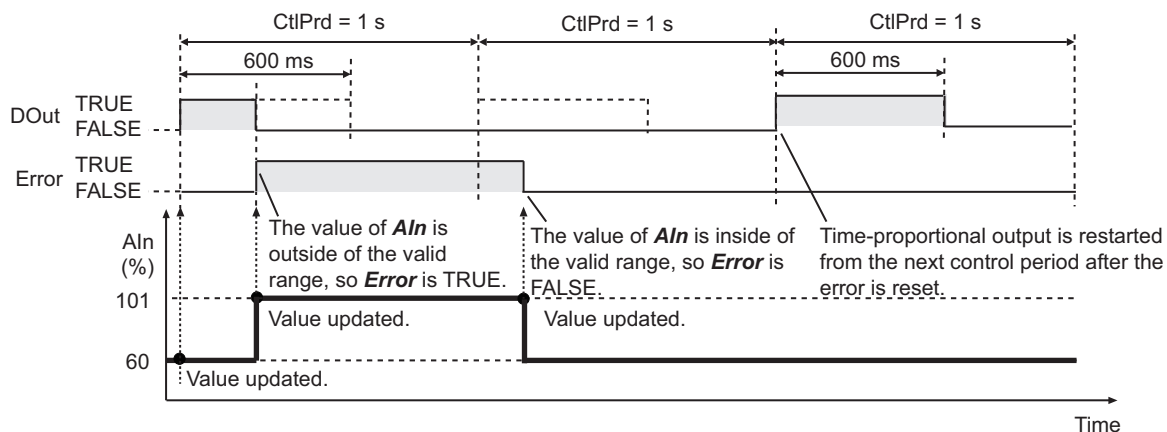 CtlPrd = 1 s
CtlPrd = 1 s
CtlPrd = 1 s
600 ms
600 ms
DOut
TRUE
FALSE
Error
TRUE
FALSE
The value of AIn is
outside of the valid
range, so Error is TRUE.
The value of AIn is inside of
the valid range, so Error is
FALSE.
Time-proportional output is restarted
from the next control period after the
error is reset.
AIn
(%)
101
Value updated.
Value updated.
60
Value updated.
Time